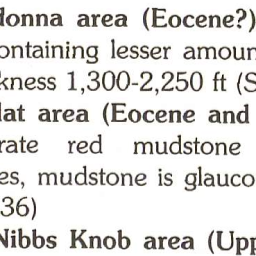 donna area (Eocene?)
ontaining lesser amoun
kness 1,300-2,250 ft (S
lat area (Eocene and
rate red mudstone
es, mudstone is glauco
36)
Nibbs Knob area (Upp